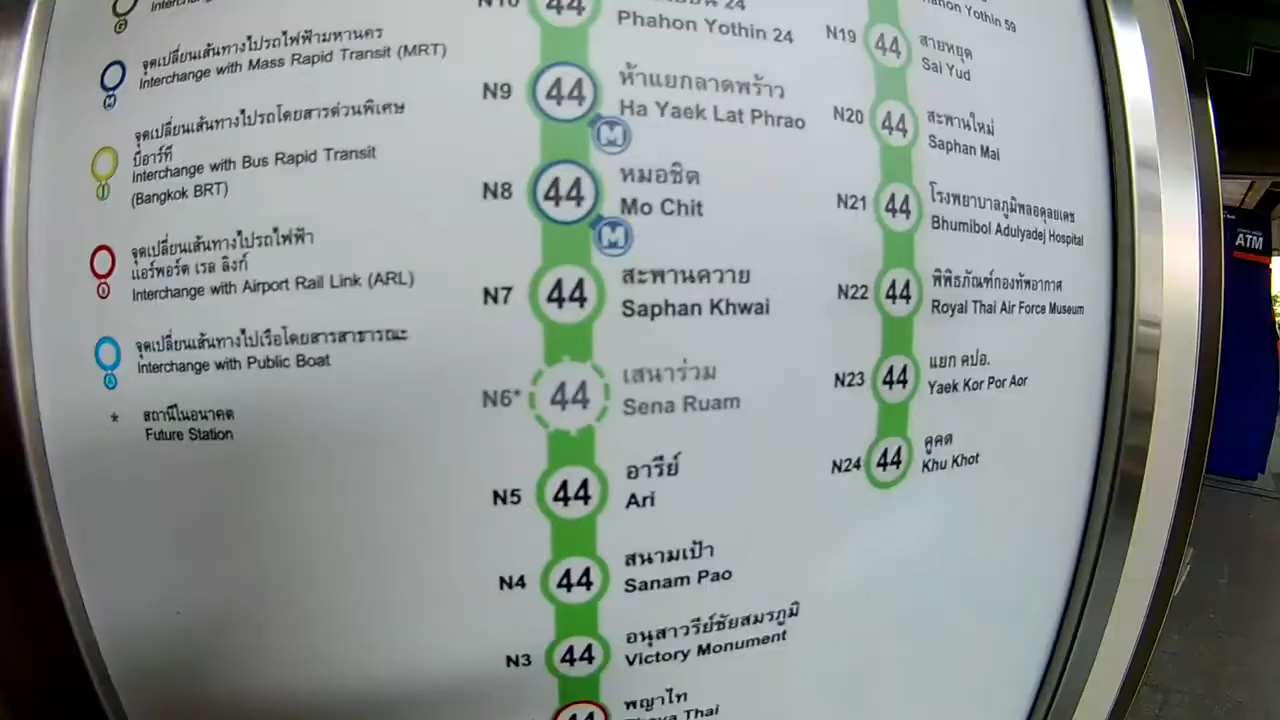 จุดเปลี่ยนเส้นทางไปรถไฟฟ้ามหานคร
Interchange with Mass Rapid Transit (MRT)
M
จุดเปลี่ยนเส้นทางไปรถโดยสารด่วนพิเศษ
บีอาร์ที
Interchange with Bus Rapid Transit
(Bangkok BRT)
จุดเปลี่ยนเส้นทางไปรถไฟฟ้า
แอร์พอร์ต เรล ลิงก์
Interchange with Airport Rail Link (ARL)
จุดเปลี่ยนเส้นทางไปเรือโดยสารสาธารณะ
Interchange with Public Boat
* สถานีในอนาคต
Future Station
N10 44 24
Phahon Yothin 24
N9 44 ห้าแยกลาดพร้าว
Ha Yaek Lat Phrao
M
N8 44 หมอชิต
Mo Chit
M
N7 44 สะพานควาย
Saphan Khwai
N6* 44 เสนาร่วม
Sena Ruam
N5 44 อารีย์
Ari
N4 44 สนามเป้า
Sanam Pao
N3 44 อนุสาวรีย์ชัยสมรภูมิ
Victory Monument
44 พญาไท
Phaya Thai
Phahon Yothin 59
N19 44 สายหยุด
Sai Yud
N20 44 สะพานใหม่
Saphan Mai
N21 44 โรงพยาบาลภูมิพลอดุลยเดช
Bhumibol Adulyadej Hospital
N22 44 พิพิธภัณฑ์กองทัพอากาศ
Royal Thai Air Force Museum
N23 44 แยก คปอ.
Yaek Kor Por Aor
N24 44 คูคต
Khu Khot
ATM